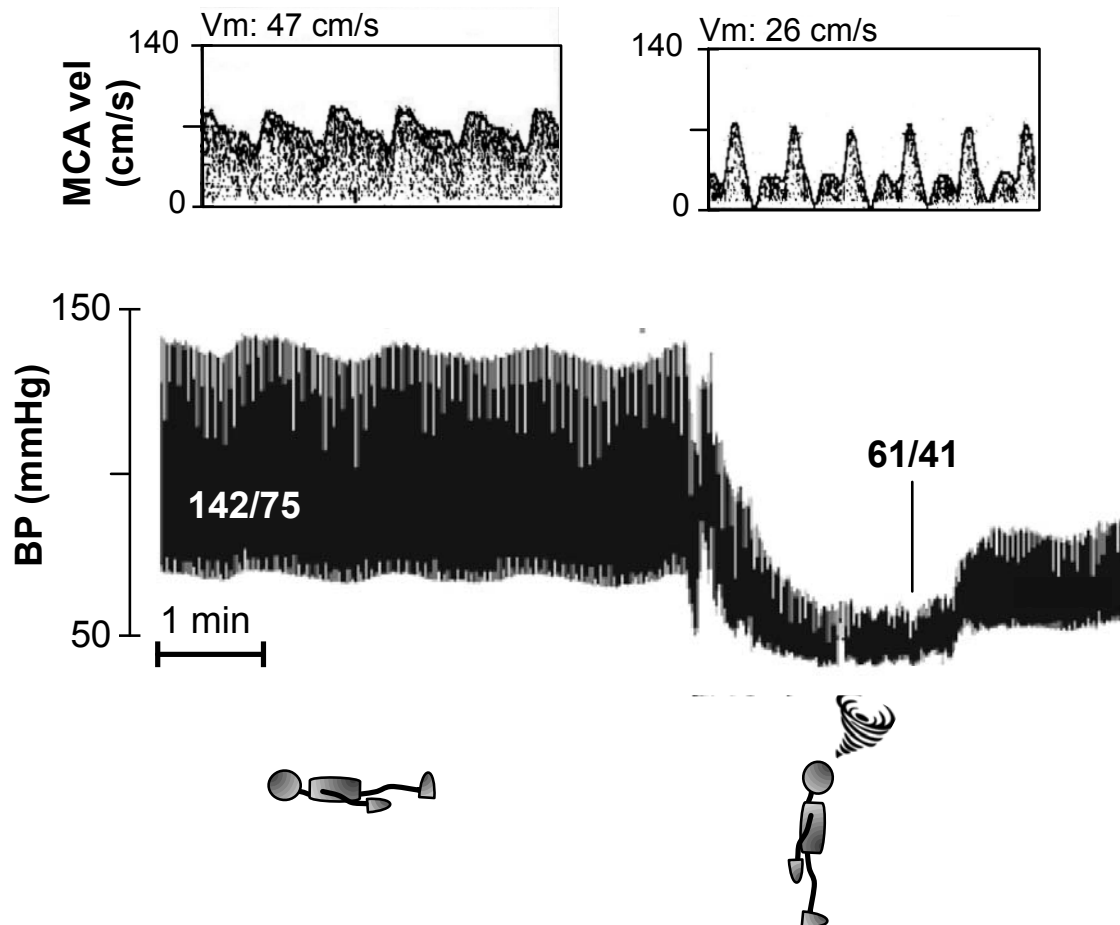 Vm: 47 cm/s
Vm: 26 cm/s
140
140
MCA vel
(cm/s)
0
0
150
BP (mmHg)
61/41
142/75
1 min
50